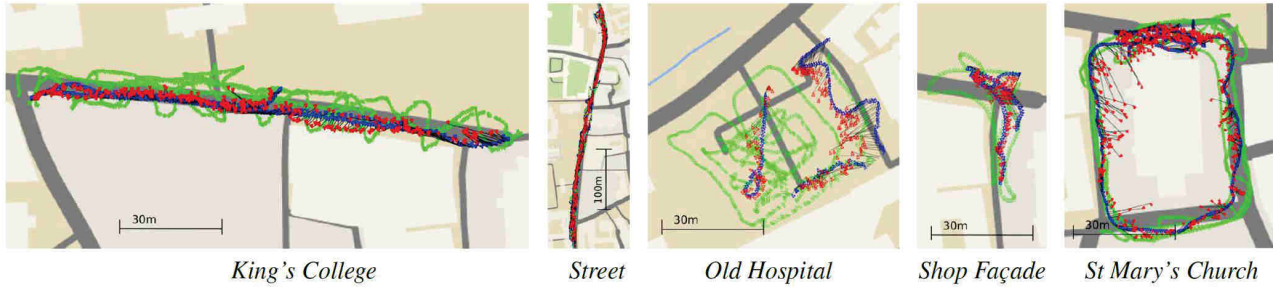 30m
100m
30m
30m
30m
King's College
Street
Old Hospital
Shop Façade
St Mary's Church